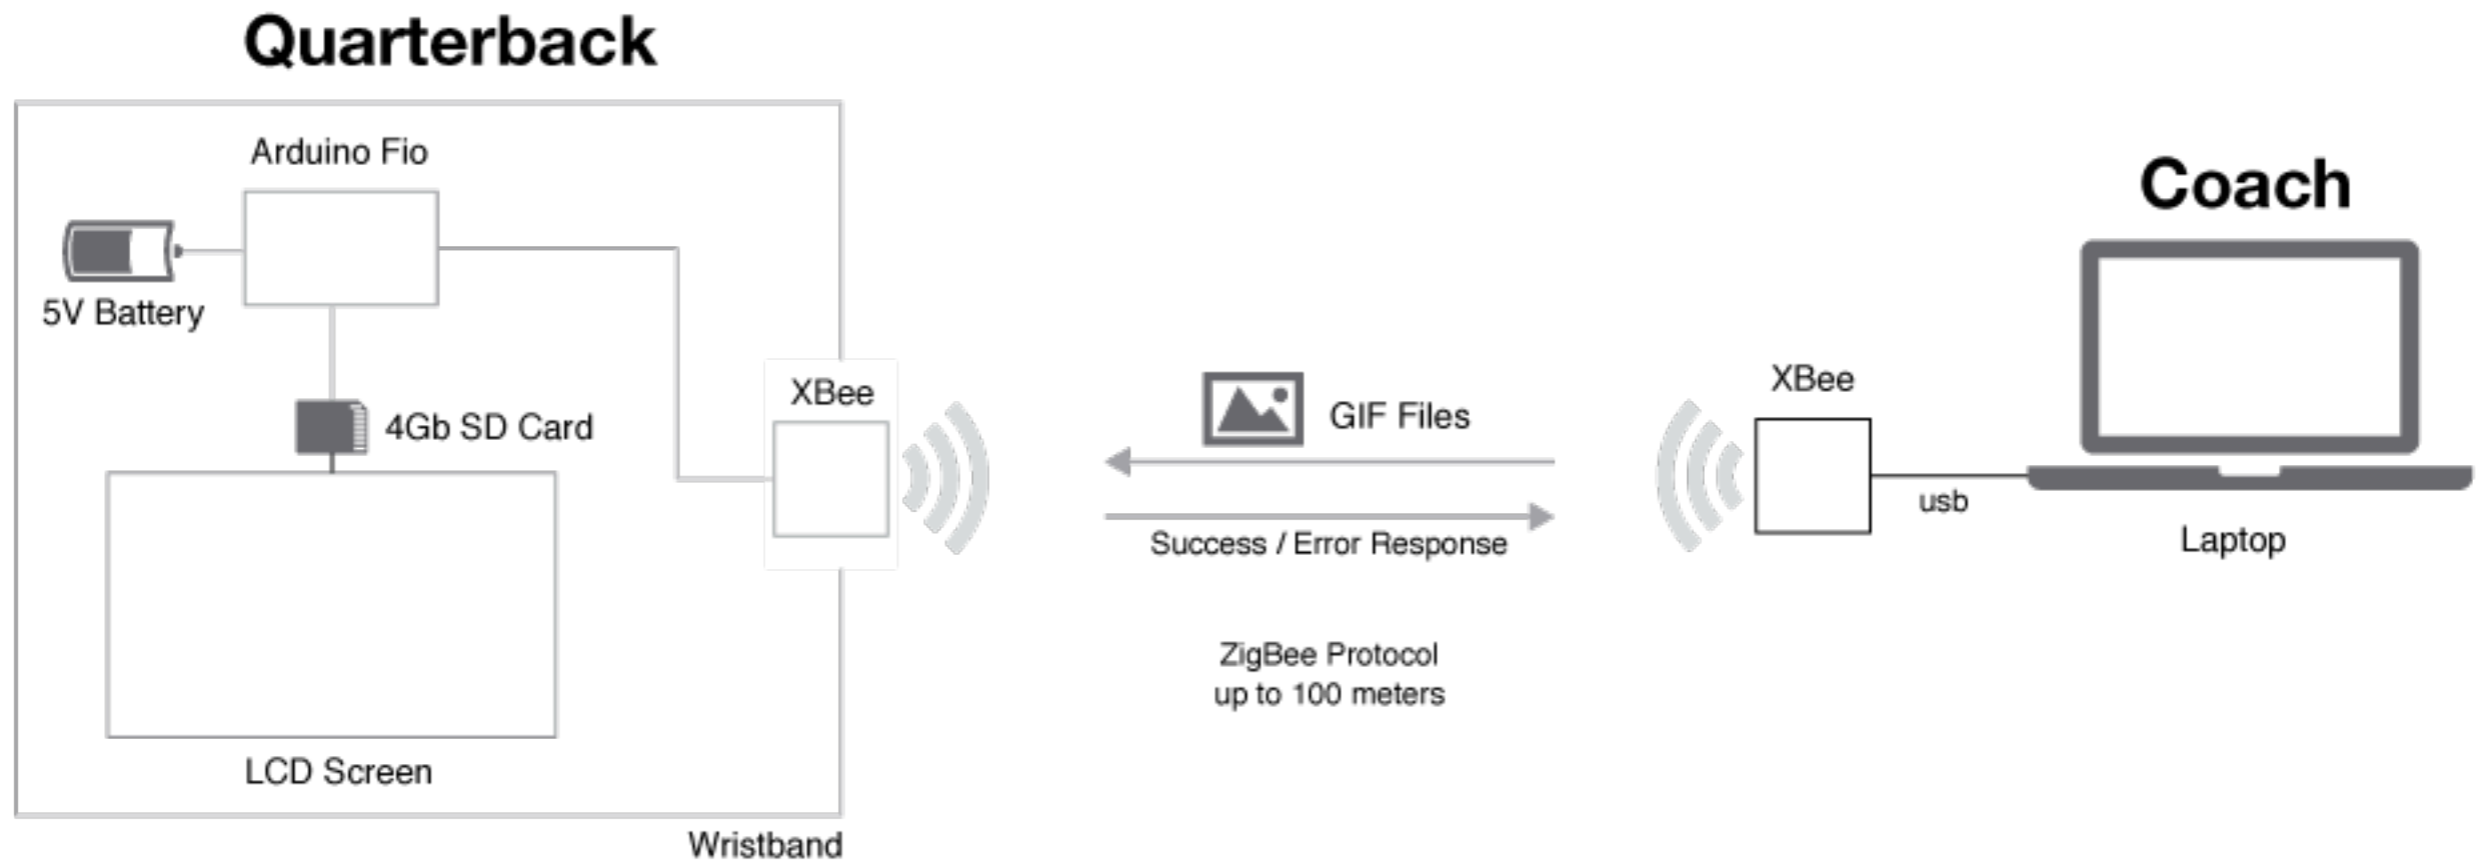 Quarterback
Arduino Fio
5V Battery
4Gb SD Card
LCD Screen
XBee
Wristband
GIF Files
Success / Error Response
ZigBee Protocol
up to 100 meters
Coach
XBee
usb
Laptop